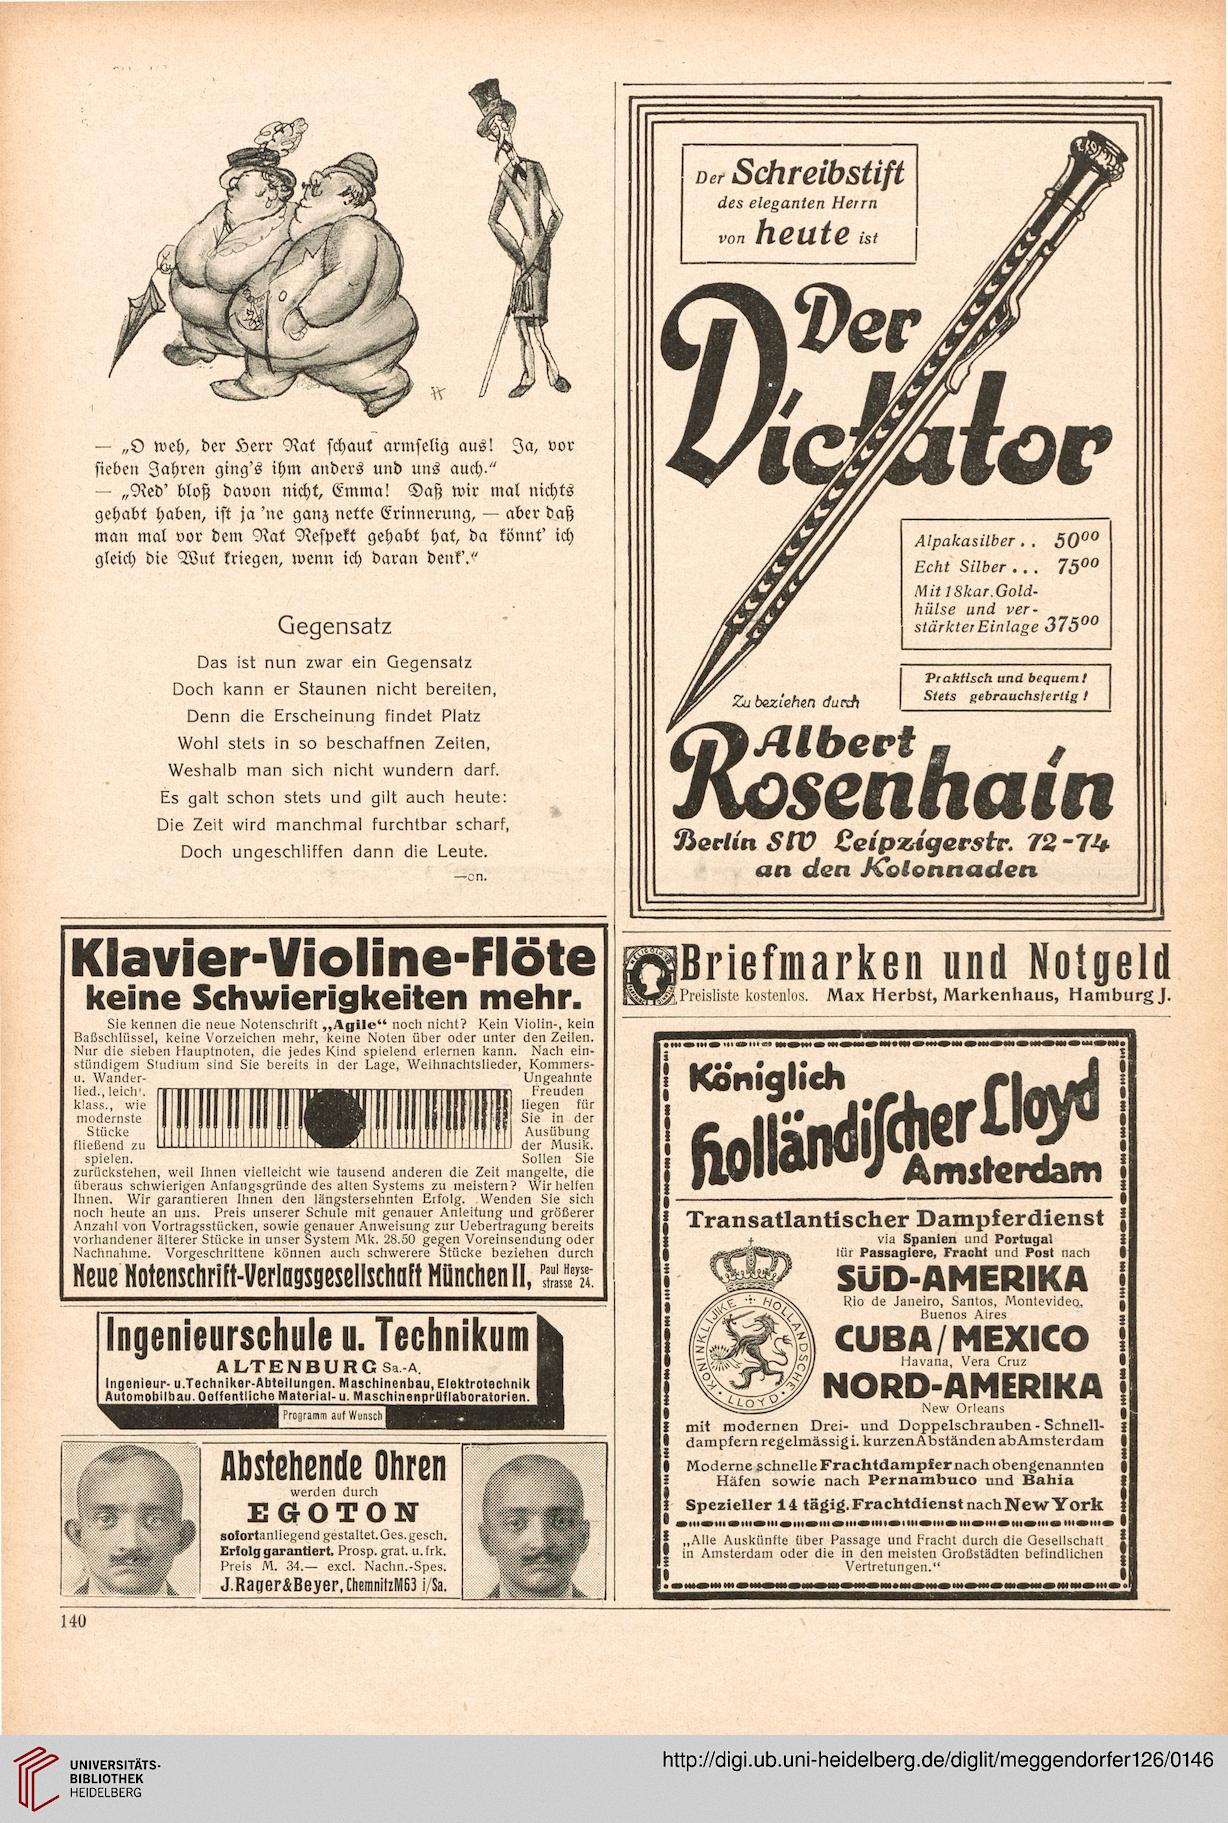 — „O weh, der Herr Rat schaut armselig aus! Ja, vor
sieben Jahren ging's ihm anders und uns auch."
— „Red' bloß davon nicht, Emma! Daß wir mal nichts
gehabt haben, ist ja 'ne ganz nette Erinnerung, — aber daß
man mal vor dem Rat Respekt gehabt hat, da könnt' ich
gleich die Wut kriegen, wenn ich daran denk'."
Gegensatz
Das ist nun zwar ein Gegensatz
Doch kann er Staunen nicht bereiten,
Denn die Erscheinung findet Platz
Wohl stets in so beschaffnen Zeiten,
Weshalb man sich nicht wundern darf.
Es galt schon stets und gilt auch heute:
Die Zeit wird manchmal furchtbar scharf,
Doch ungeschliffen dann die Leute.
—on.
Klavier-Violine-Flöte
keine Schwierigkeiten mehr.
Sie kennen die neue Notenschrift „Agile“ noch nicht? Kein Violin-, kein
Baßschlüssel, keine Vorzeichen mehr, keine Noten über oder unter den Zeilen.
Nur die sieben Hauptnoten, die jedes Kind spielend erlernen kann. Nach ein-
stündigem Studium sind Sie bereits in der Lage, Weihnachtslieder, Kommers-
u. Wander-
lied., leich'.
klass., wie
modernste
Stücke
fließend zu
spielen.
Ungeahnte
Freuden
liegen für
Sie in der
Ausübung
der Musik.
Sollen Sie
zurückstehen, weil Ihnen vielleicht wie tausend anderen die Zeit mangelte, die
überaus schwierigen Anfangsgründe des alten Systems zu meistern? Wir helfen
Ihnen. Wir garantieren Ihnen den längstersehnten Erfolg. Wenden Sie sich
noch heute an uns. Preis unserer Schule mit genauer Anleitung und größerer
Anzahl von Vortragsstücken, sowie genauer Anweisung zur Uebertragung bereits
vorhandener älterer Stücke in unser System Mk. 28.50 gegen Voreinsendung oder
Nachnahme. Vorgeschrittene können auch schwerere Stücke beziehen durch
Neue Notenschrift-Verlagsgesellschaft München II, Paul Heyse-
strasse 24.
Ingenieurschule u. Technikum
ALTENBURG Sa.-A.
Ingenieur- u. Techniker-Abteilungen. Maschinenbau, Elektrotechnik
Automobilbau. Oeffentliche Material- u. Maschinenprüflaboratorien.
Programm auf Wunsch
Abstehende Ohren
werden durch
EGOTON
sofort anliegend gestaltet. Ges. gesch.
Erfolg garantiert. Prosp. grat. u. frk.
Preis M. 34.— excl. Nachn.-Spes.
J. Rager & Beyer, Chemnitz M63 i/Sa.
140
Der Schreibstift
des eleganten Herrn
von heute ist
Der
Dictator
Alpakasilber . . 50⁰⁰
Echt Silber . . . 75⁰⁰
Mit 18kar. Gold-
hülse und ver-
stärkter Einlage 375⁰⁰
Praktisch und bequem!
Stets gebrauchsfertig!
Zu beziehen durch
Albert
Rosenhain
Berlin SW Leipzigerstr. 72-74
an den Kolonnaden
Briefmarken und Notgeld
Preisliste kostenlos. Max Herbst, Markenhaus, Hamburg J.
Königlich
holländischer Lloyd
Amsterdam
Transatlantischer Dampferdienst
via Spanien und Portugal
für Passagiere, Fracht und Post nach
SÜD-AMERIKA
Rio de Janeiro, Santos, Montevideo,
Buenos Aires
CUBA / MEXICO
Havana, Vera Cruz
NORD-AMERIKA
New Orleans
KONINKLIJKE HOLLANDSCHE LLOYD
mit modernen Drei- und Doppelschrauben-Schnell-
dampfern regelmässig i. kurzen Abständen ab Amsterdam
Moderne schnelle Frachtdampfer nach obengenannten
Häfen sowie nach Pernambuco und Bahia
Spezieller 14 tägig. Frachtdienst nach New York
„Alle Auskünfte über Passage und Fracht durch die Gesellschaft
in Amsterdam oder die in den meisten Großstädten befindlichen
Vertretungen.“
UNIVERSITÄTS-
BIBLIOTHEK
HEIDELBERG
http://digi.ub.uni-heidelberg.de/diglit/meggendorfer126/0146